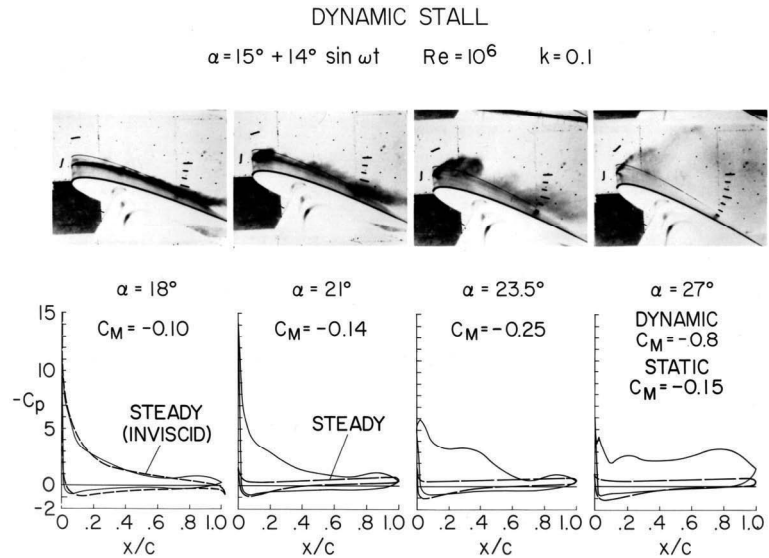 DYNAMIC STALL
α = 15° + 14° sin ωt Re = 10⁶ k = 0.1
α = 18° α = 21° α = 23.5° α = 27°
15
10
5
0
-2
-Cp
C_M = -0.10
STEADY
(INVISCID)
0 .2 .4 .6 .8 1.0
x/c
C_M = -0.14
STEADY
0 .2 .4 .6 .8 1.0
x/c
C_M = -0.25
0 .2 .4 .6 .8 1.0
x/c
DYNAMIC
C_M = -0.8
STATIC
C_M = -0.15
0 .2 .4 .6 .8 1.0
x/c